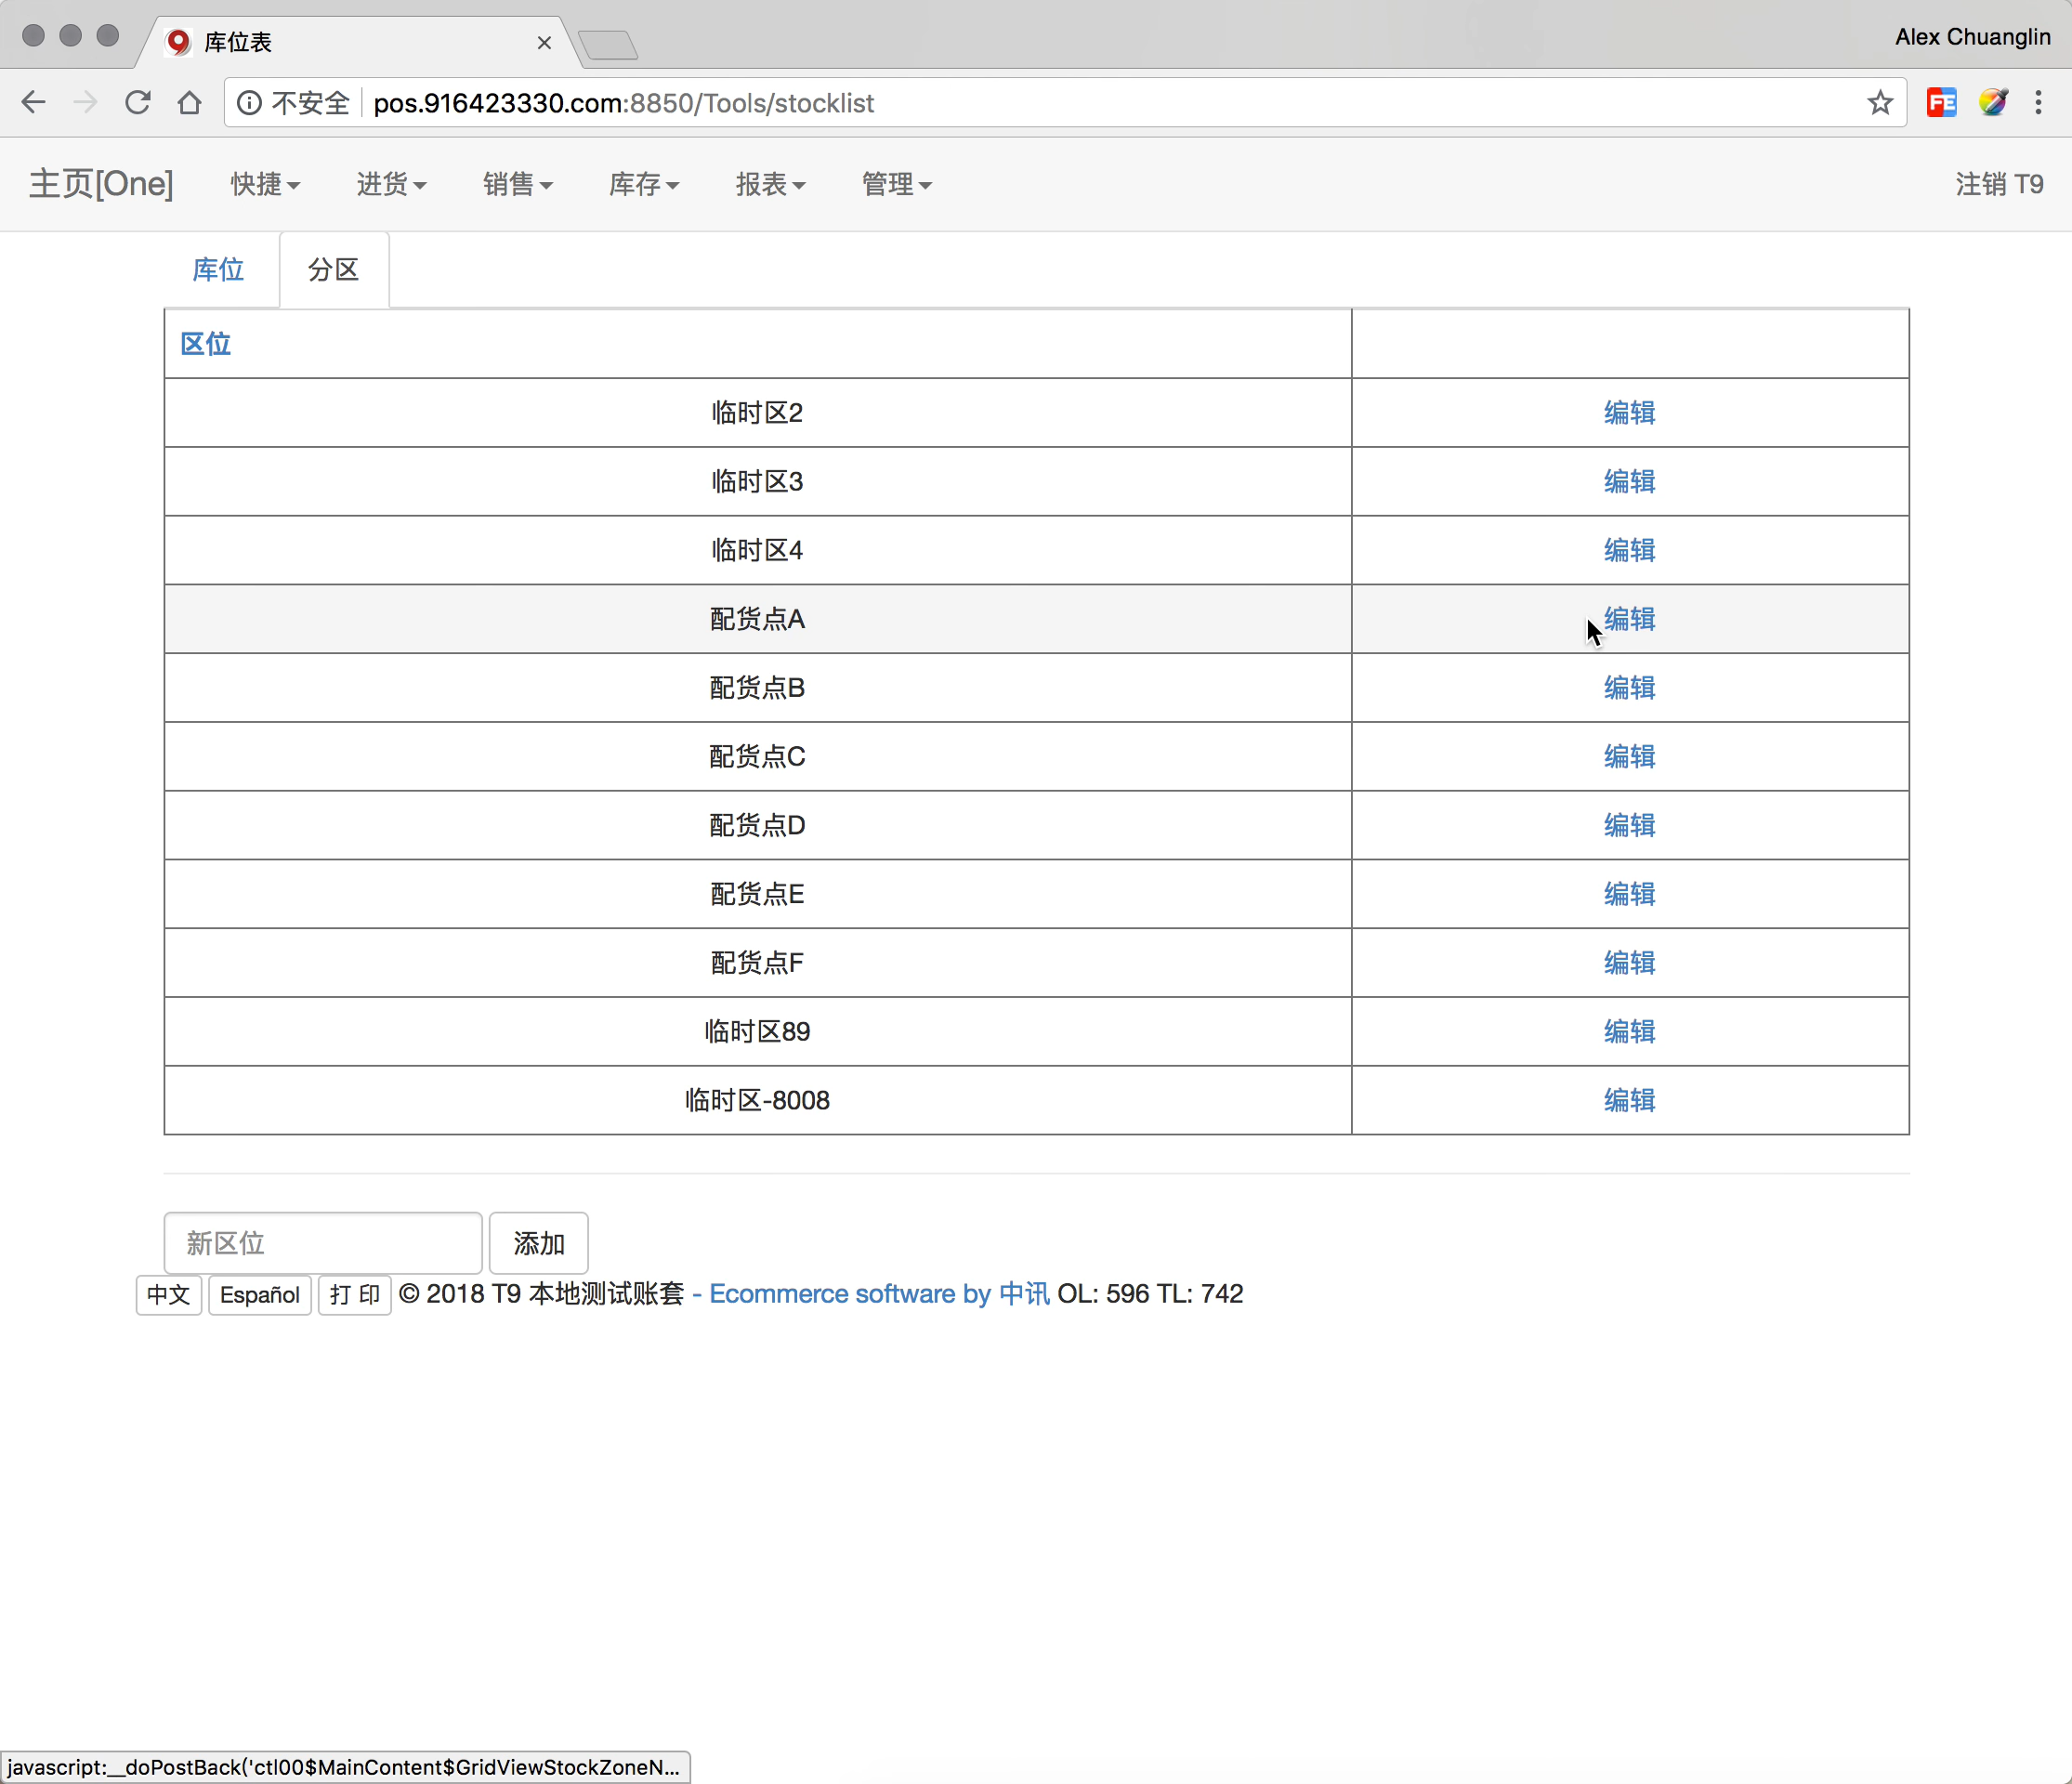 库位表
Alex Chuanglin
不安全 pos.916423330.com:8850/Tools/stocklist
FE
主页[One] 快捷 进货 销售 库存 报表 管理 注销 T9
库位 分区
区位
临时区2 编辑
临时区3 编辑
临时区4 编辑
配货点A 编辑
配货点B 编辑
配货点C 编辑
配货点D 编辑
配货点E 编辑
配货点F 编辑
临时区89 编辑
临时区-8008 编辑
新区位 添加
中文 Español 打 印 © 2018 T9 本地测试账套 - Ecommerce software by 中讯 OL: 596 TL: 742
javascript:__doPostBack('ctl00$MainContent$GridViewStockZoneN...